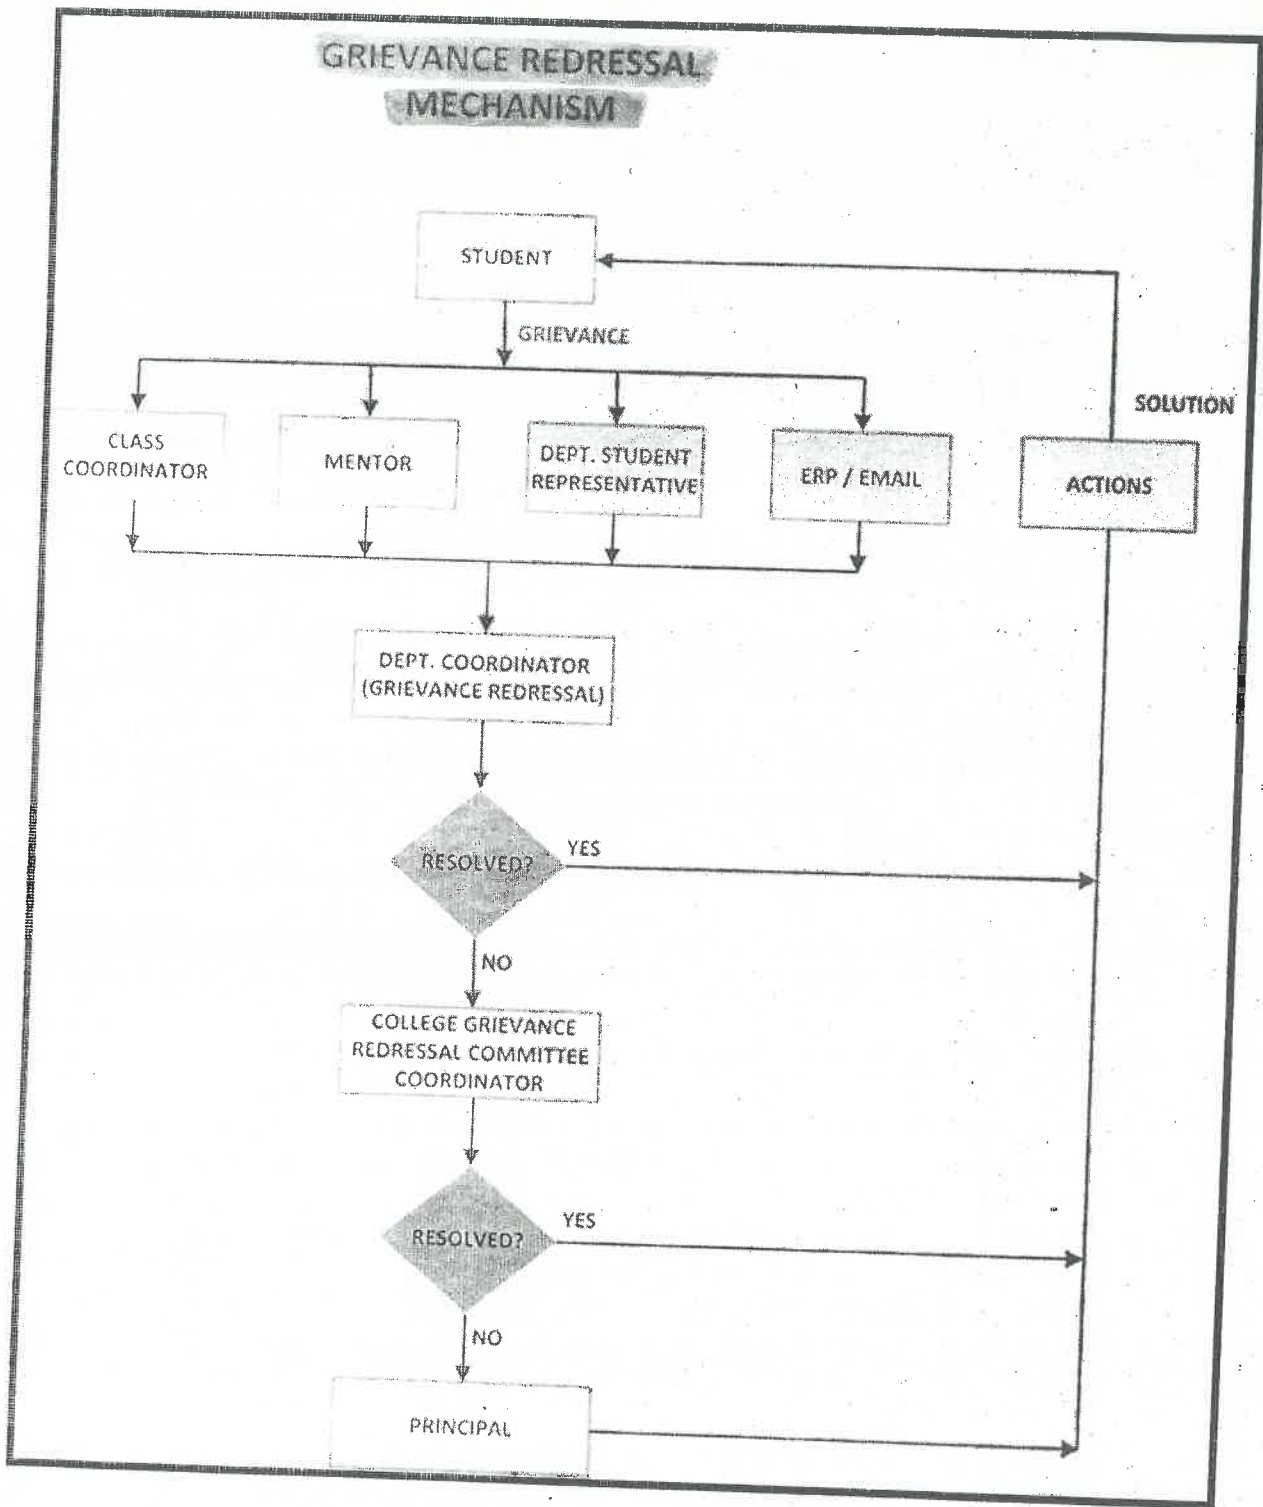 GRIEVANCE REDRESSAL
MECHANISM
STUDENT
GRIEVANCE
SOLUTION
CLASS
COORDINATOR
MENTOR
DEPT. STUDENT
REPRESENTATIVE
ERP / EMAIL
ACTIONS
DEPT. COORDINATOR
(GRIEVANCE REDRESSAL)
RESOLVED?
YES
NO
COLLEGE GRIEVANCE
REDRESSAL COMMITTEE
COORDINATOR
RESOLVED?
YES
NO
PRINCIPAL